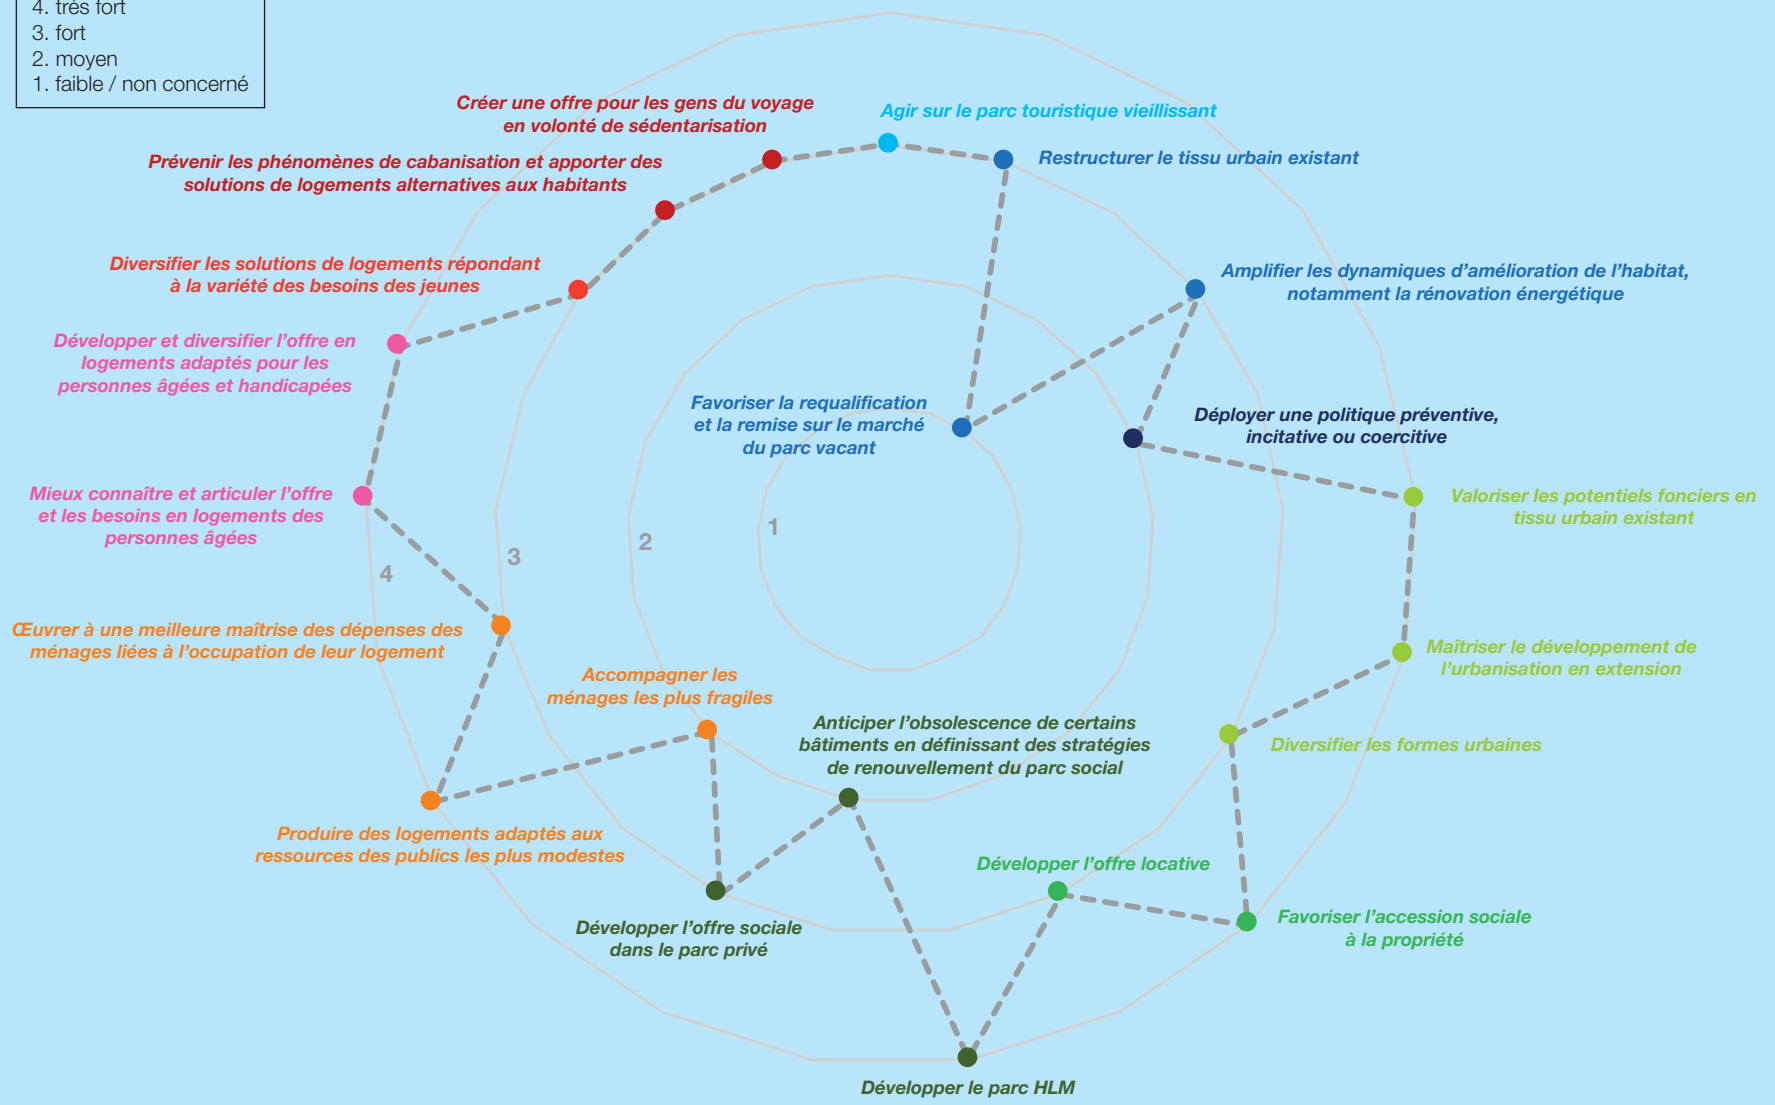 4. très fort
3. fort
2. moyen
1. faible / non concerné
Créer une offre pour les gens du voyage
en volonté de sédentarisation
Agir sur le parc touristique vieillissant
Prévenir les phénomènes de cabanisation et apporter des
solutions de logements alternatives aux habitants
Restructurer le tissu urbain existant
Diversifier les solutions de logements répondant
à la variété des besoins des jeunes
Amplifier les dynamiques d'amélioration de l'habitat,
notamment la rénovation énergétique
Développer et diversifier l'offre en
logements adaptés pour les
personnes âgées et handicapées
Favoriser la requalification
et la remise sur le marché
du parc vacant
Déployer une politique préventive,
incitative ou coercitive
Mieux connaître et articuler l'offre
et les besoins en logements des
personnes âgées
Valoriser les potentiels fonciers en
tissu urbain existant
4
3
2
1
Œuvrer à une meilleure maîtrise des dépenses des
ménages liées à l'occupation de leur logement
Maîtriser le développement de
l'urbanisation en extension
Accompagner les
ménages les plus fragiles
Anticiper l'obsolescence de certains
bâtiments en définissant des stratégies
de renouvellement du parc social
Diversifier les formes urbaines
Produire des logements adaptés aux
ressources des publics les plus modestes
Développer l'offre locative
Développer l'offre sociale
dans le parc privé
Favoriser l'accession sociale
à la propriété
Développer le parc HLM